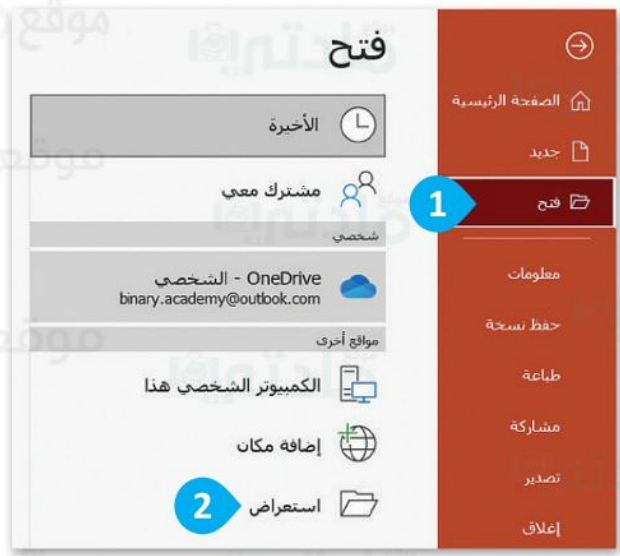 الصفحة الرئيسية
جديد
فتح
1
معلومات
حفظ نسخة
طباعة
مشاركة
تصدير
إغلاق
فتح
الأخيرة
مشترك معي
شخصي
OneDrive - الشخصي
binary.academy@outlook.com
مواقع أخرى
الكمبيوتر الشخصي هذا
إضافة مكان
استعراض
2
موقع